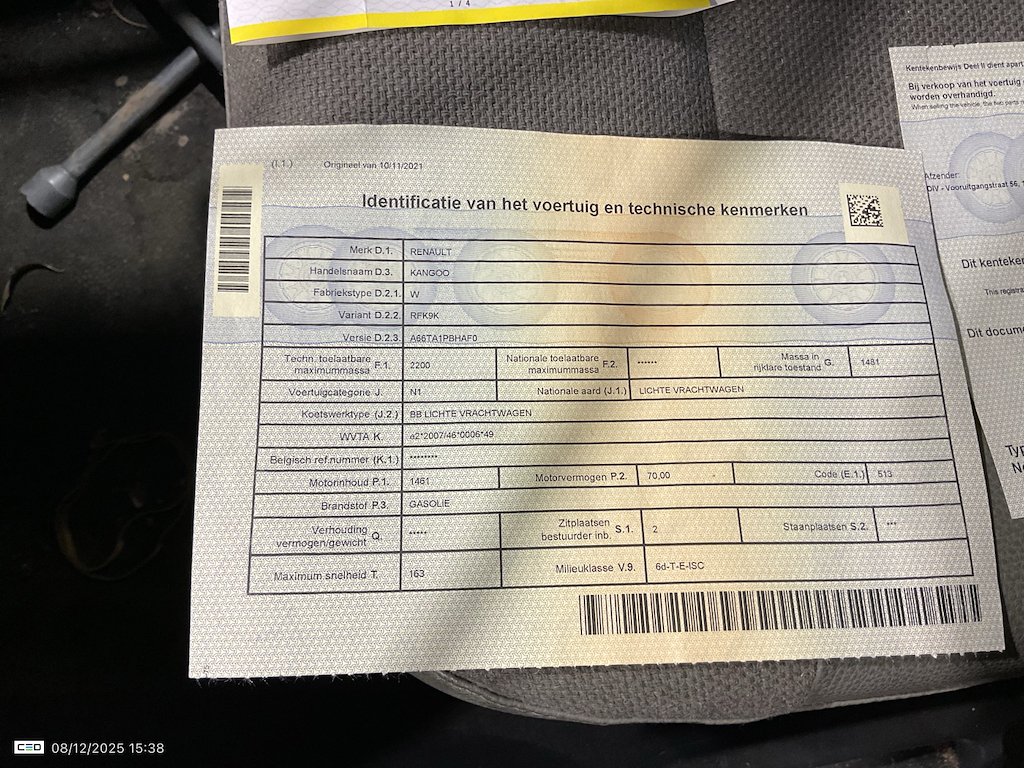 1 / 4
(I.1.) Origineel van 10/11/2021
Identificatie van het voertuig en technische kenmerken
Merk D.1. RENAULT
Handelsnaam D.3. KANGOO
Fabriekstype D.2.1. W
Variant D.2.2. RFK9K
Versie D.2.3. A66TA1PBHAF0
Techn. toelaatbare maximummassa F.1. 2200 Nationale toelaatbare maximummassa F.2. ****** Massa in rijklare toestand G. 1481
Voertuigcategorie J. N1 Nationale aard (J.1.) LICHTE VRACHTWAGEN
Koetswerktype (J.2.) BB LICHTE VRACHTWAGEN
WVTA K. e2*2007/46*0006*49
Belgisch ref.nummer (K.1.) ********
Motorinhoud P.1. 1461 Motorvermogen P.2. 70,00 - Code (E.1.) 513
Brandstof P.3. GASOLIE
Verhouding vermogen/gewicht Q. ***** Zitplaatsen bestuurder inb. S.1. 2 Staanplaatsen S.2. ***
Maximum snelheid T. 163 Milieuklasse V.9. 6d-T-E-ISC
Kentekenbewijs Deel II dient apart
Bij verkoop van het voertuig
worden overhandigd.
When selling the vehicle, the two parts
Afzender:
DIV - Vooruitgangstraat 56,
Dit kenteken
This registra
Dit docume
Typ
CEO 08/12/2025 15:38